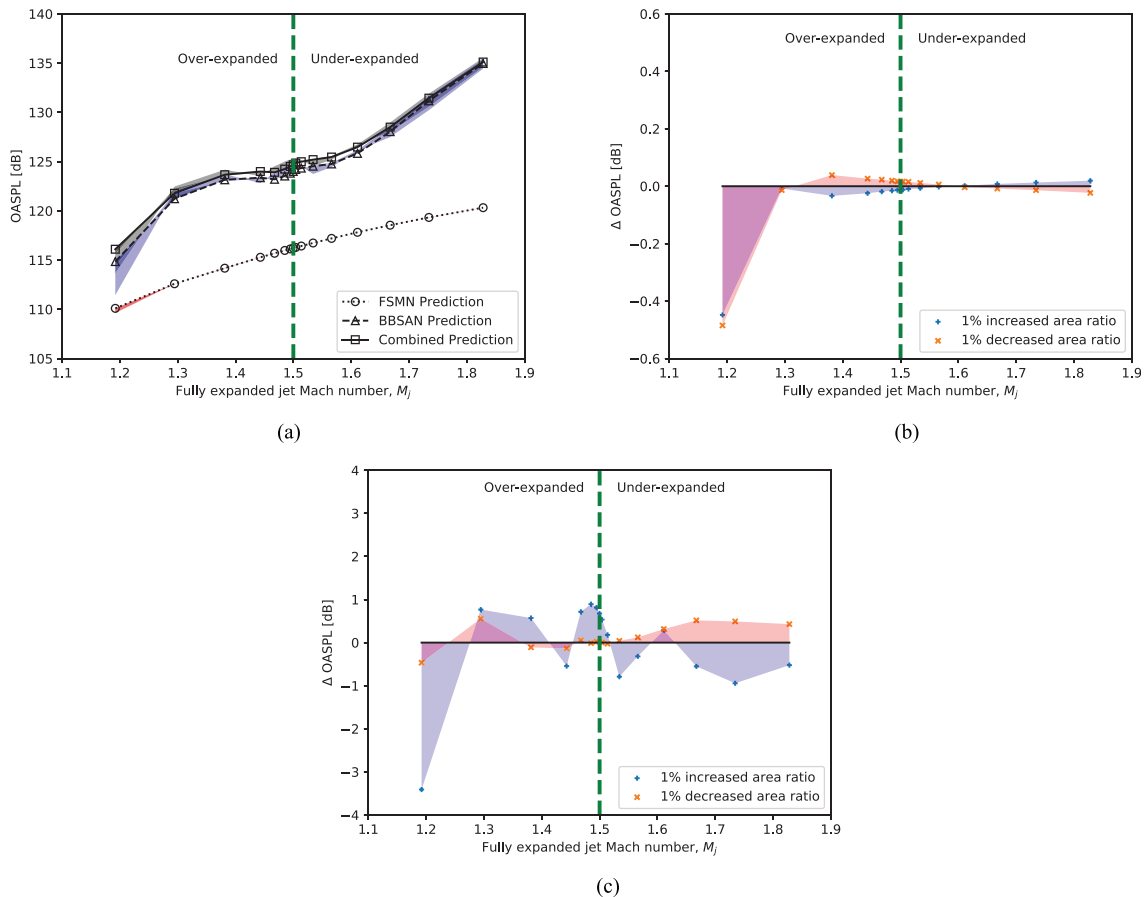 140
135
130
125
120
115
110
105
OASPL [dB]
Over-expanded
Under-expanded
FSMN Prediction
BBSAN Prediction
Combined Prediction
1.1 1.2 1.3 1.4 1.5 1.6 1.7 1.8 1.9
Fully expanded jet Mach number, Mj
(a)
0.6
0.4
0.2
0.0
−0.2
−0.4
−0.6
Δ OASPL [dB]
Over-expanded
Under-expanded
1% increased area ratio
1% decreased area ratio
1.1 1.2 1.3 1.4 1.5 1.6 1.7 1.8 1.9
Fully expanded jet Mach number, Mj
(b)
4
3
2
1
0
−1
−2
−3
−4
Δ OASPL [dB]
Over-expanded
Under-expanded
1% increased area ratio
1% decreased area ratio
1.1 1.2 1.3 1.4 1.5 1.6 1.7 1.8 1.9
Fully expanded jet Mach number, Mj
(c)